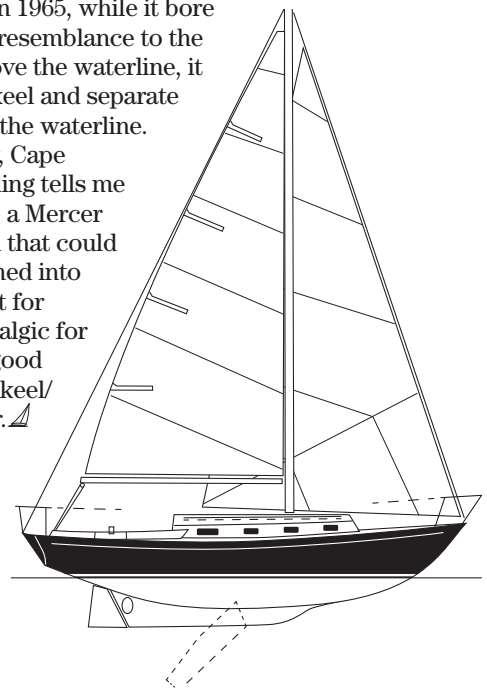 n 1965, while it bore
resemblance to the
ve the waterline, it
keel and separate
the waterline.
, Cape
ing tells me
a Mercer
that could
ned into
t for
algic for
good
keel/
r.